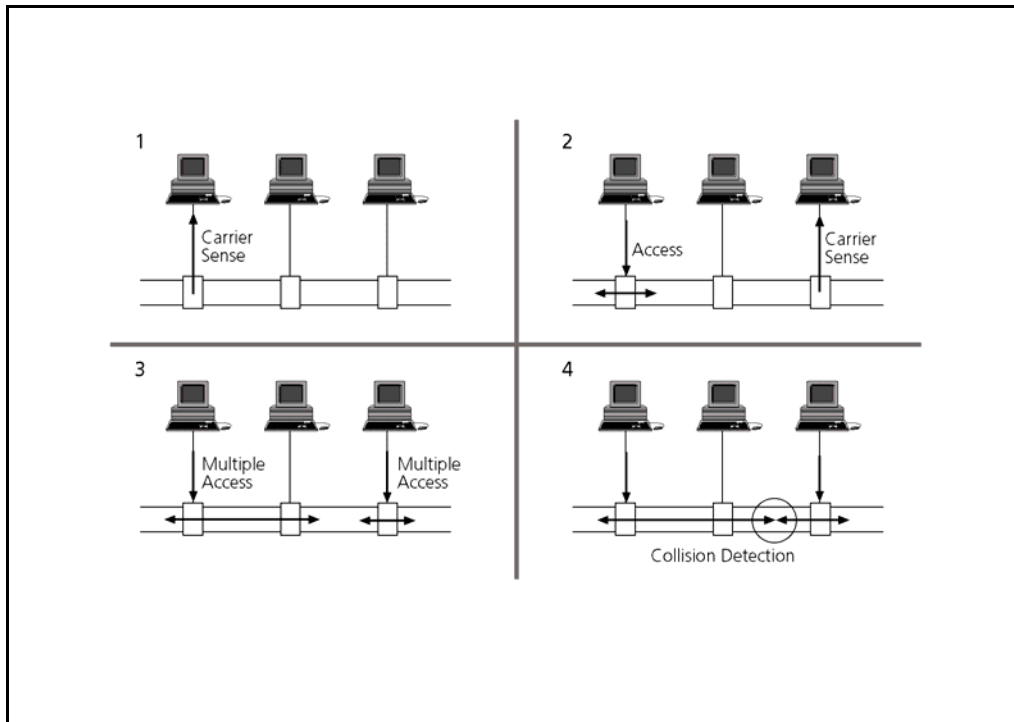 1
Carrier
Sense
2
Access
Carrier
Sense
3
Multiple
Access
Multiple
Access
4
Collision Detection